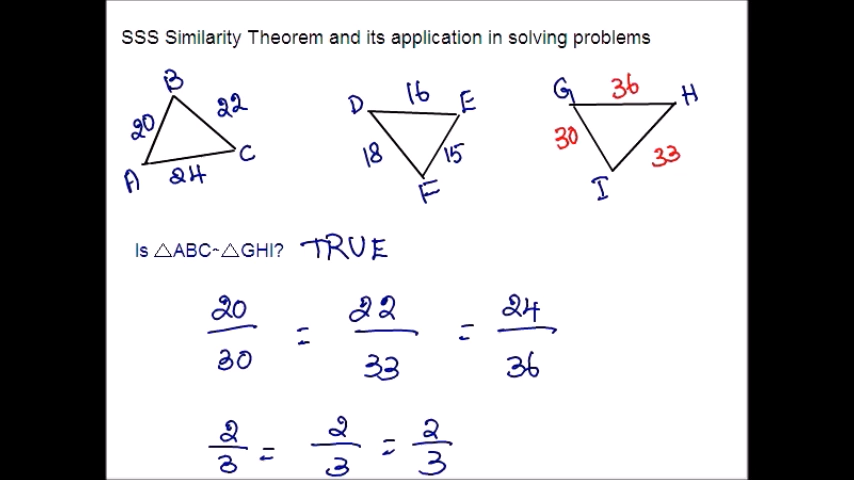 SSS Similarity Theorem and its application in solving problems
B
20
22
A
24
C
D
16
E
18
15
F
G
36
H
30
33
I
Is △ABC~△GHI? TRUE
20/30 = 22/33 = 24/36
2/3 = 2/3 = 2/3